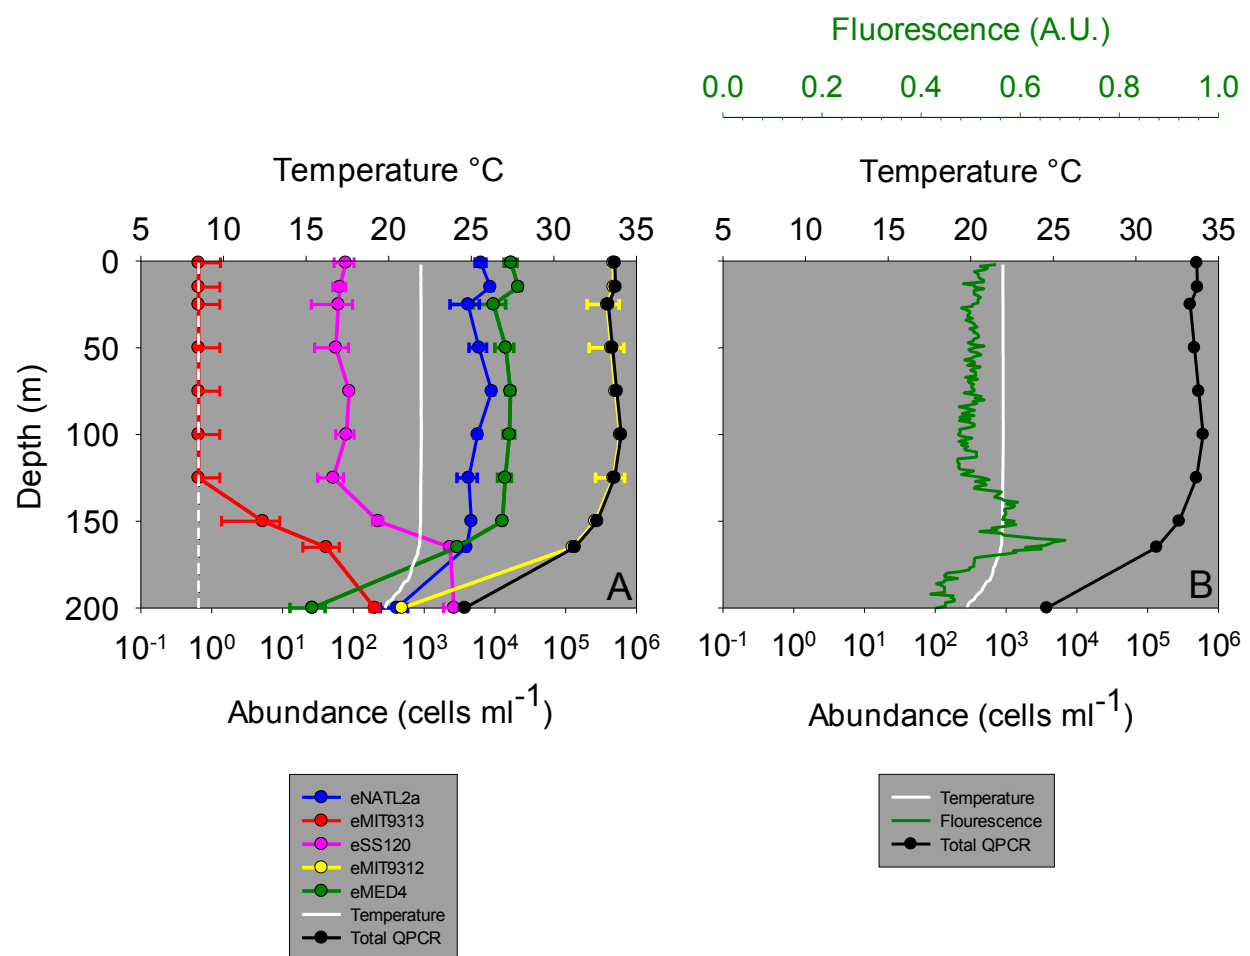 Fluorescence (A.U.)
0.0 0.2 0.4 0.6 0.8 1.0
Temperature °C
5 10 15 20 25 30 35
Temperature °C
5 10 15 20 25 30 35
Depth (m)
0
50
100
150
200
A
B
10-1 100 101 102 103 104 105 106
Abundance (cells ml-1)
10-1 100 101 102 103 104 105 106
Abundance (cells ml-1)
eNATL2a
eMIT9313
eSS120
eMIT9312
eMED4
Temperature
Total QPCR
Temperature
Flourescence
Total QPCR